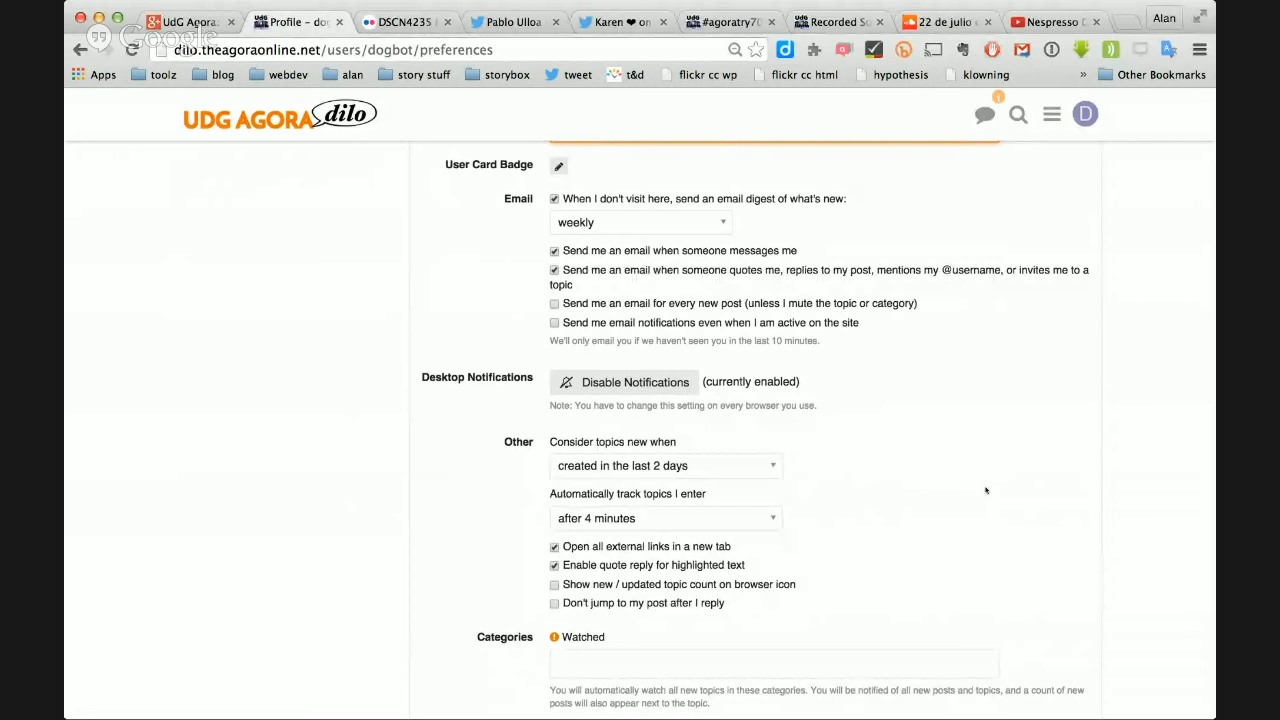 UdG Agora:
Profile – do
DSCN4235
Pablo Ulloa
Karen ❤ on
#agoratry70
Recorded So
22 de julio
Nespresso D
Alan
Google
dilo.theagoraonline.net/users/dogbot/preferences
Apps
toolz
blog
webdev
alan
story stuff
storybox
tweet
t&d
flickr cc wp
flickr cc html
hypothesis
klowning
»
Other Bookmarks
UDG AGORA dilo
1
D
User Card Badge
Email
When I don't visit here, send an email digest of what's new:
weekly
Send me an email when someone messages me
Send me an email when someone quotes me, replies to my post, mentions my @username, or invites me to a
topic
Send me an email for every new post (unless I mute the topic or category)
Send me email notifications even when I am active on the site
We'll only email you if we haven't seen you in the last 10 minutes.
Desktop Notifications
Disable Notifications (currently enabled)
Note: You have to change this setting on every browser you use.
Other
Consider topics new when
created in the last 2 days
Automatically track topics I enter
after 4 minutes
Open all external links in a new tab
Enable quote reply for highlighted text
Show new / updated topic count on browser icon
Don't jump to my post after I reply
Categories
Watched
You will automatically watch all new topics in these categories. You will be notified of all new posts and topics, and a count of new
posts will also appear next to the topic.